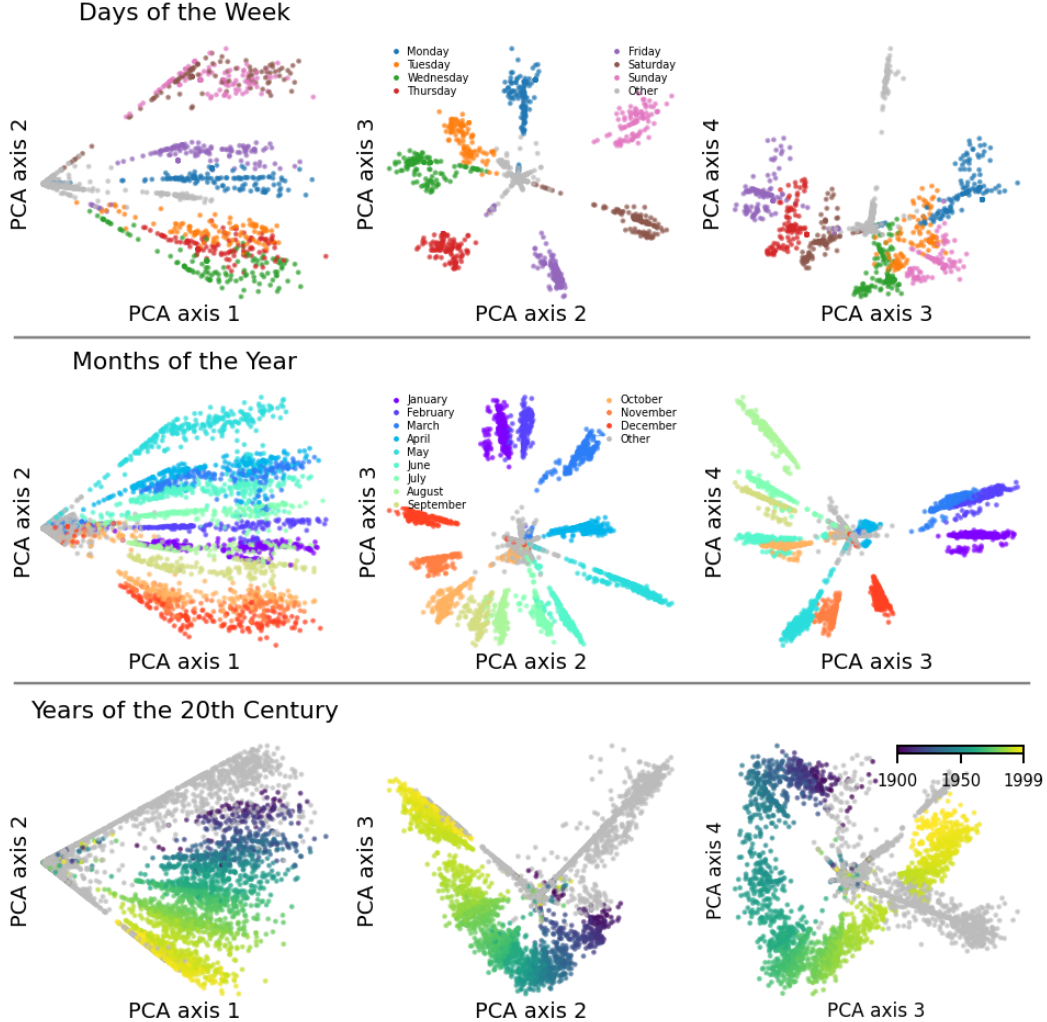 Days of the Week
PCA axis 2
PCA axis 1
PCA axis 3
PCA axis 2
Monday
Tuesday
Wednesday
Thursday
Friday
Saturday
Sunday
Other
PCA axis 4
PCA axis 3
Months of the Year
PCA axis 2
PCA axis 1
PCA axis 3
PCA axis 2
January
February
March
April
May
June
July
August
September
October
November
December
Other
PCA axis 4
PCA axis 3
Years of the 20th Century
PCA axis 2
PCA axis 1
PCA axis 3
PCA axis 2
PCA axis 4
PCA axis 3
1900 1950 1999